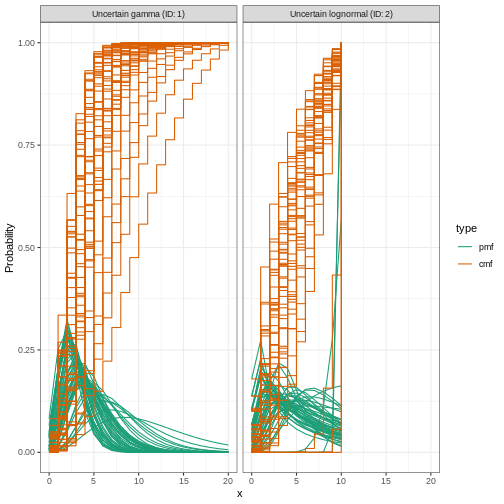 Uncertain gamma (ID: 1)
Uncertain lognormal (ID: 2)
1.00
0.75
0.50
0.25
0.00
Probability
0
5
10
15
20
0
5
10
15
20
x
type
pmf
cmf